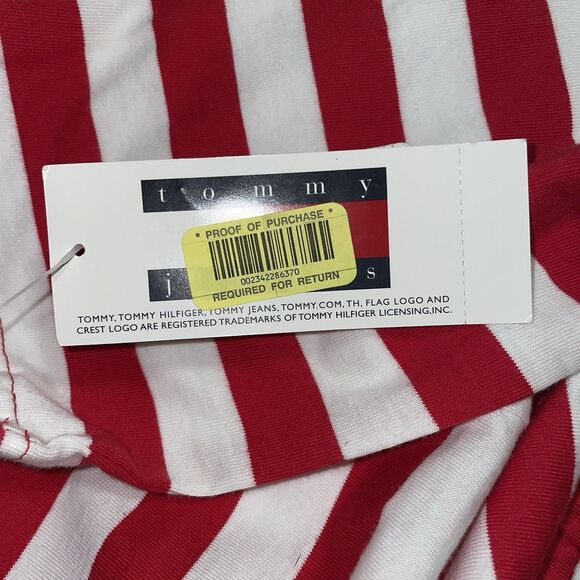 tommy
* PROOF OF PURCHASE *
002342286370
REQUIRED FOR RETURN
j s
TOMMY, TOMMY HILFIGER, TOMMY JEANS, TOMMY.COM, TH, FLAG LOGO AND
CREST LOGO ARE REGISTERED TRADEMARKS OF TOMMY HILFIGER LICENSING,INC.